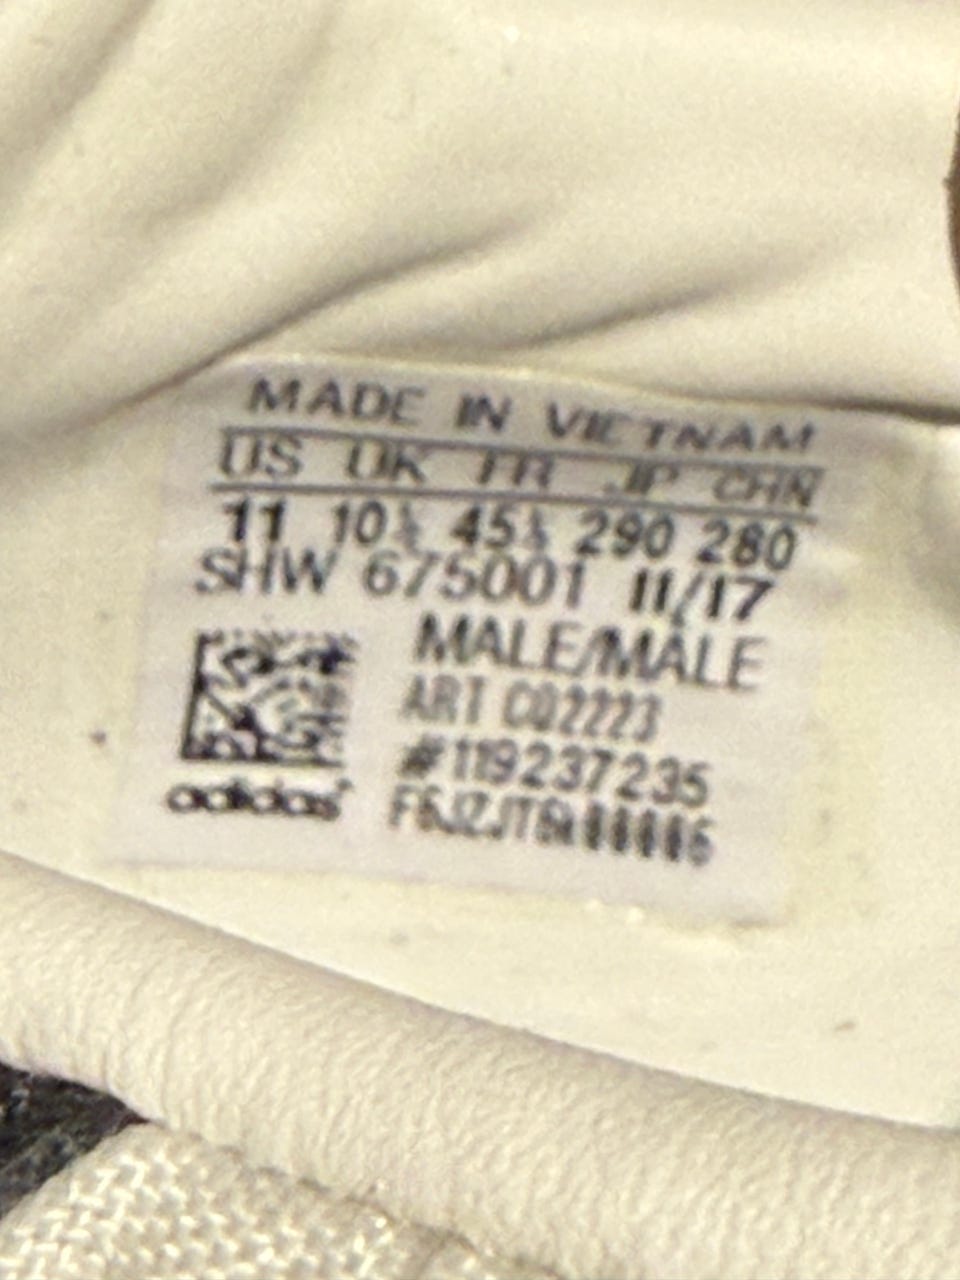 MADE IN VIETNAM
US UK FR JP CHN
11 10½ 45⅓ 290 280
SHW 675001 11/17
MALE/MALE
ART CQ2223
#119237235
adidas